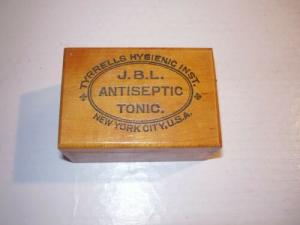 TYRRELLS HYGIENIC INST.
J.B.L.
ANTISEPTIC
TONIC.
NEW YORK CITY, U.S.A.